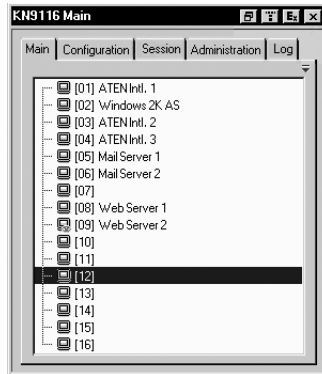 KN9116 Main
Main Configuration Session Administration Log
[01] ATEN Intl. 1
[02] Windows 2K AS
[03] ATEN Intl. 2
[04] ATEN Intl. 3
[05] Mail Server 1
[06] Mail Server 2
[07]
[08] Web Server 1
[09] Web Server 2
[10]
[11]
[12]
[13]
[14]
[15]
[16]